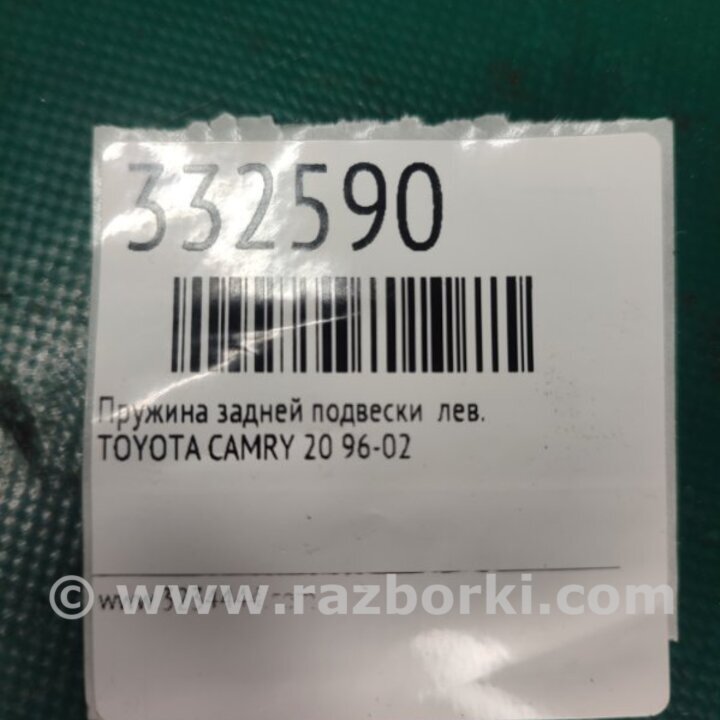 332590
Пружина задней подвески лев.
TOYOTA CAMRY 20 96-02
© www.razborki.com